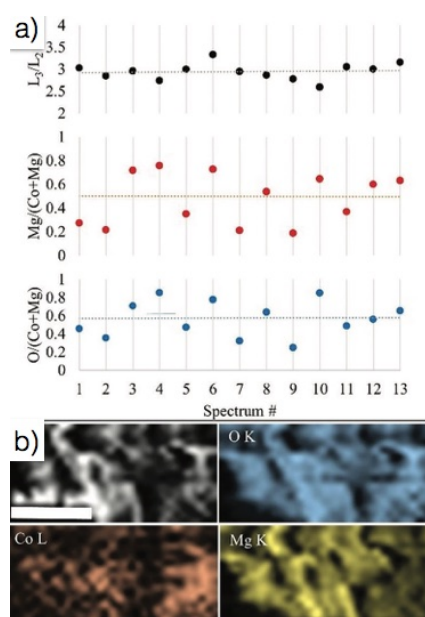 a)
4
3.5
3
2.5
2
L₃/L₂
1
0.8
0.6
0.4
0.2
0
Mg/(Co+Mg)
1
0.8
0.6
0.4
0.2
0
O/(Co+Mg)
1 2 3 4 5 6 7 8 9 10 11 12 13
Spectrum #
b)
O K
Co L
Mg K